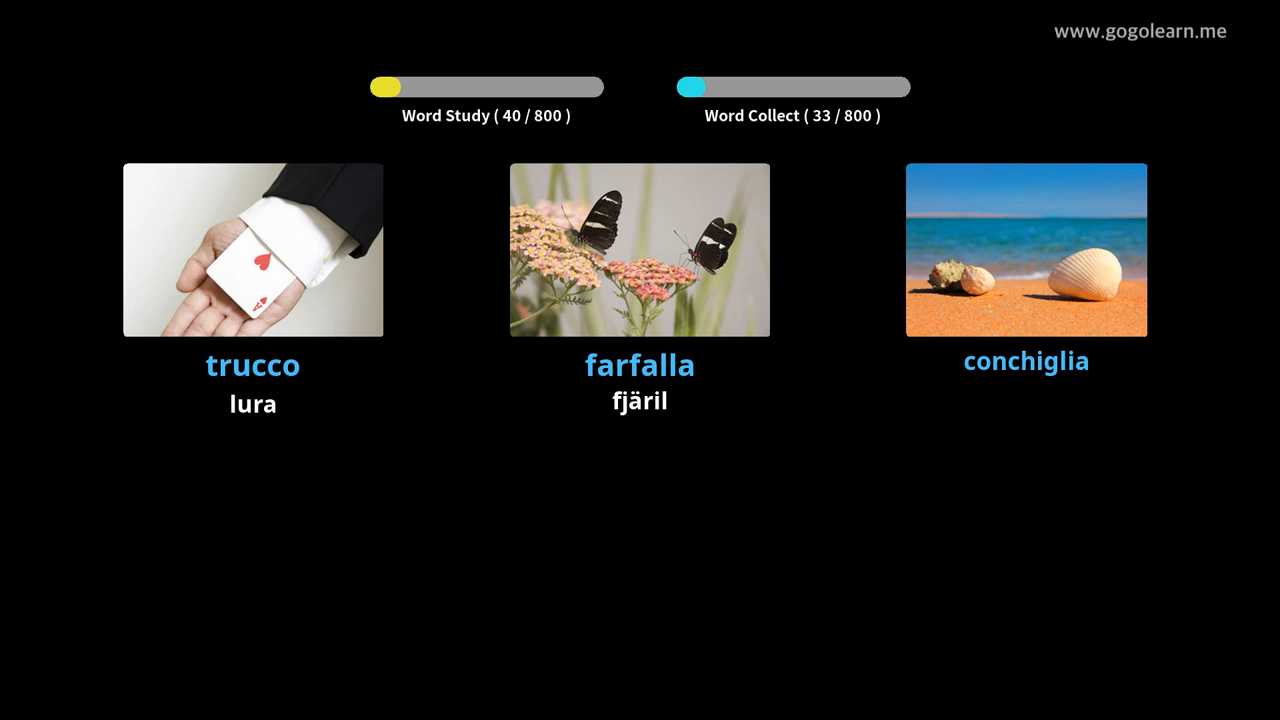 www.gogolearn.me
Word Study ( 40 / 800 )
Word Collect ( 33 / 800 )
trucco
lura
farfalla
fjäril
conchiglia